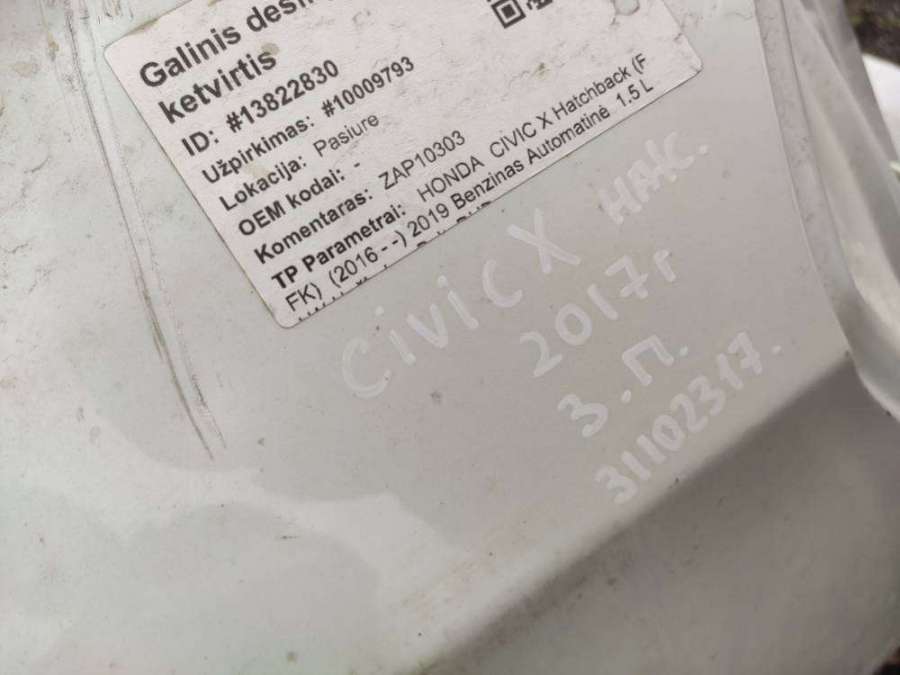 Galinis
ketvirtis
ID: #13822830
Užpirkimas: #10009793
Lokacija: Pasiure
OEM kodai: -
Komentaras: ZAP10303
TP Parametrai: HONDA CIVIC X Hatchback (F
FK) (2016- -) 2019 Benzinas Automatinė 1.5 L
Civic X
2017г
З.П.
31102317.